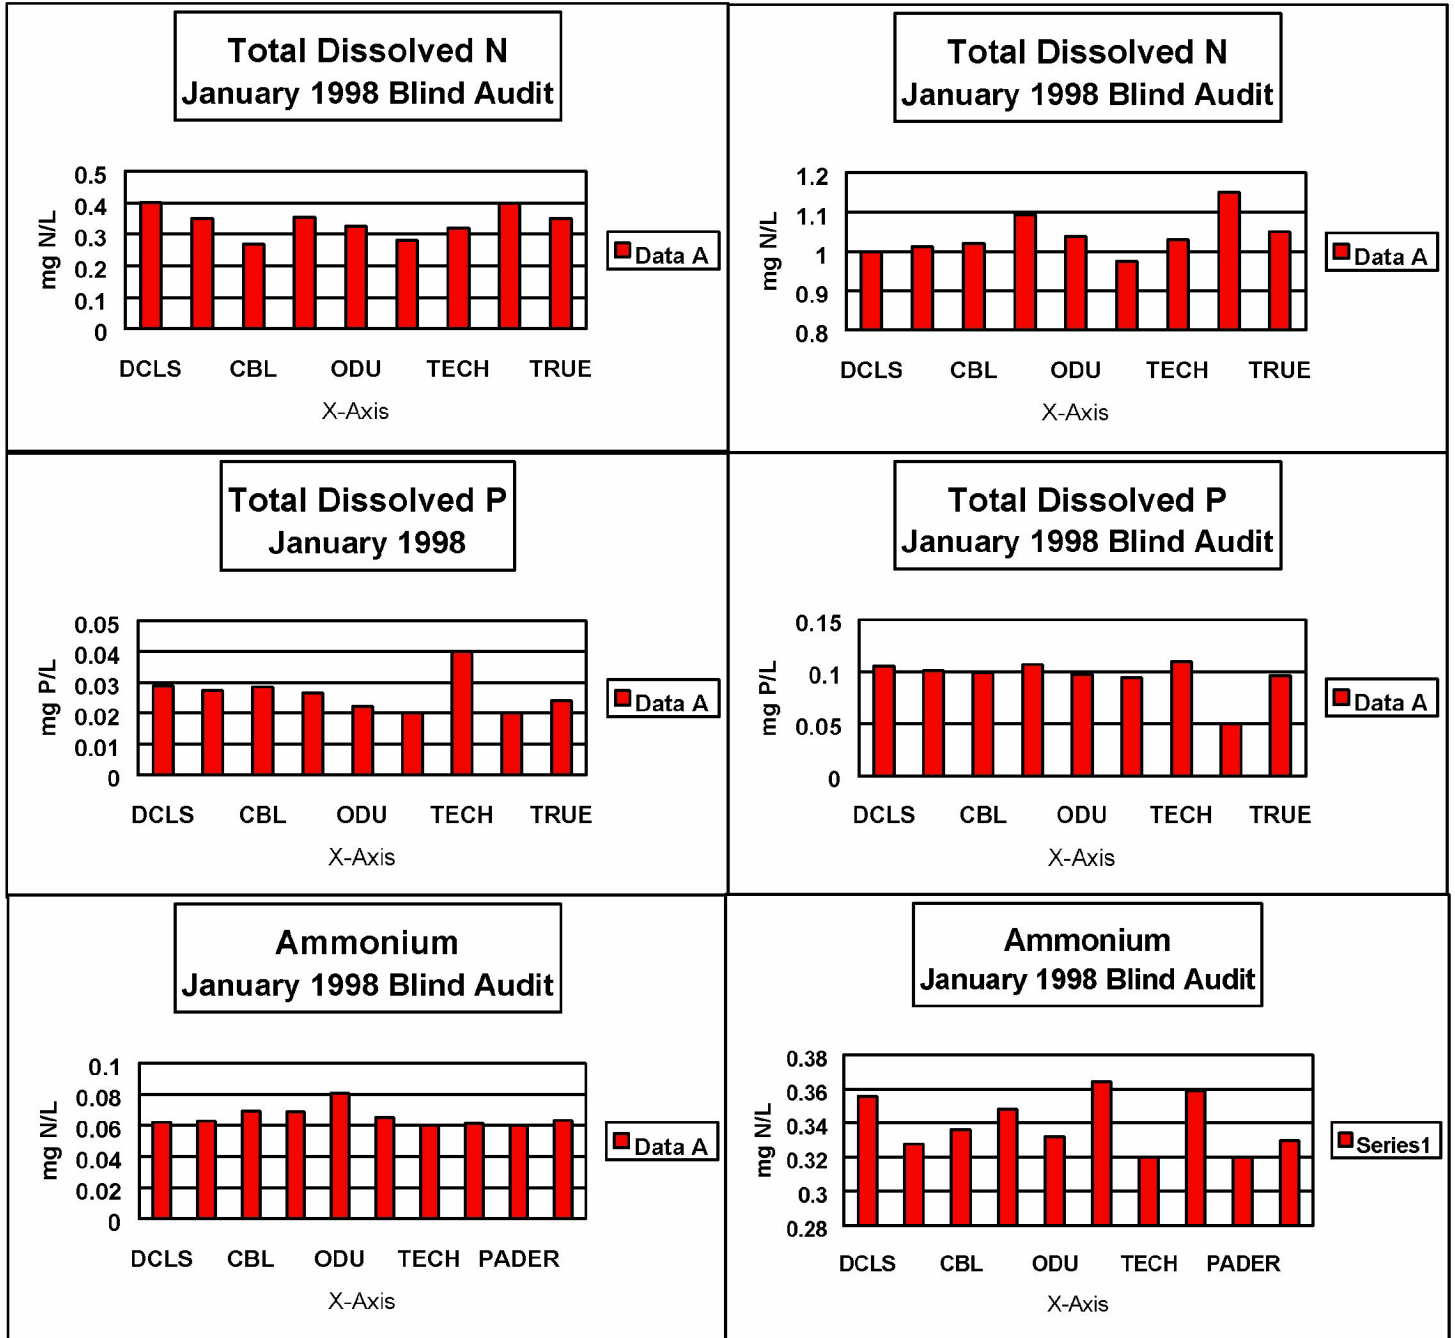 Total Dissolved N
January 1998 Blind Audit
0.5
0.4
0.3
0.2
0.1
0
mg N/L
Data A
DCLS CBL ODU TECH TRUE
X-Axis
Total Dissolved N
January 1998 Blind Audit
1.2
1.1
1
0.9
0.8
mg N/L
Data A
DCLS CBL ODU TECH TRUE
X-Axis
Total Dissolved P
January 1998
0.05
0.04
0.03
0.02
0.01
0
mg P/L
Data A
DCLS CBL ODU TECH TRUE
X-Axis
Total Dissolved P
January 1998 Blind Audit
0.15
0.1
0.05
0
mg P/L
Data A
DCLS CBL ODU TECH TRUE
X-Axis
Ammonium
January 1998 Blind Audit
0.1
0.08
0.06
0.04
0.02
0
mg N/L
Data A
DCLS CBL ODU TECH PADER
X-Axis
Ammonium
January 1998 Blind Audit
0.38
0.36
0.34
0.32
0.3
0.28
mg N/L
Series1
DCLS CBL ODU TECH PADER
X-Axis